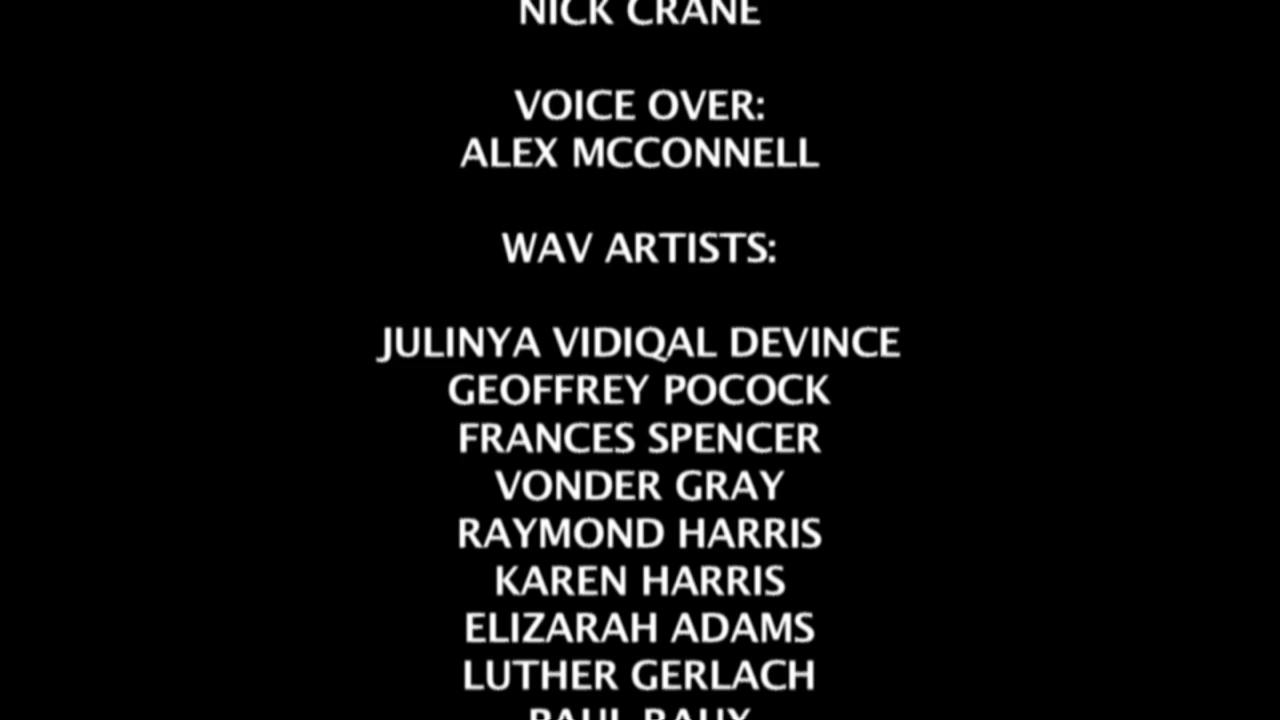 NICK CRANE
VOICE OVER:
ALEX MCCONNELL
WAV ARTISTS:
JULINYA VIDIQAL DEVINCE
GEOFFREY POCOCK
FRANCES SPENCER
VONDER GRAY
RAYMOND HARRIS
KAREN HARRIS
ELIZARAH ADAMS
LUTHER GERLACH
PAUL